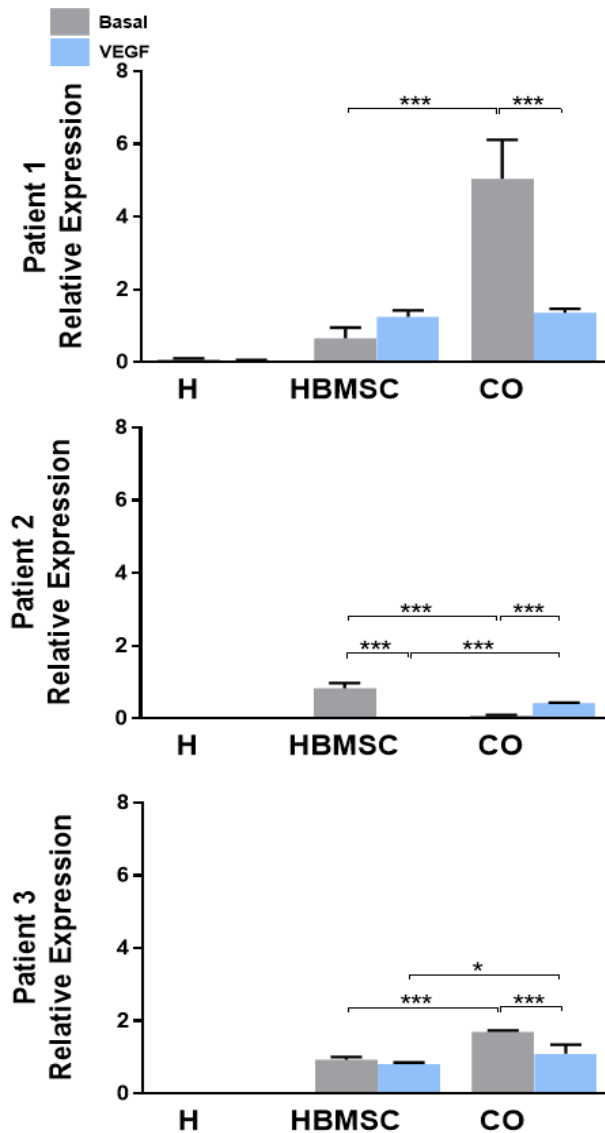 Basal
VEGF
Patient 1
Relative Expression
8
6
4
2
0
*** ***
H HBMSC CO
Patient 2
Relative Expression
8
6
4
2
0
*** ***
*** ***
H HBMSC CO
Patient 3
Relative Expression
8
6
4
2
0
*
*** ***
H HBMSC CO